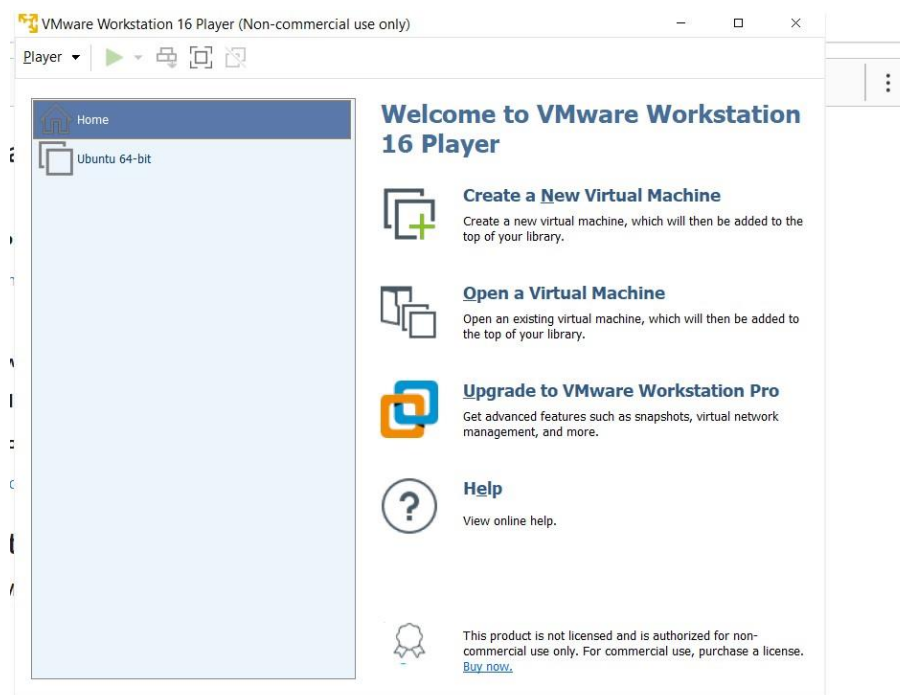 VMware Workstation 16 Player (Non-commercial use only)
Player
Home
Ubuntu 64-bit
Welcome to VMware Workstation
16 Player
Create a New Virtual Machine
Create a new virtual machine, which will then be added to the
top of your library.
Open a Virtual Machine
Open an existing virtual machine, which will then be added to
the top of your library.
Upgrade to VMware Workstation Pro
Get advanced features such as snapshots, virtual network
management, and more.
Help
View online help.
This product is not licensed and is authorized for non-
commercial use only. For commercial use, purchase a license.
Buy now.